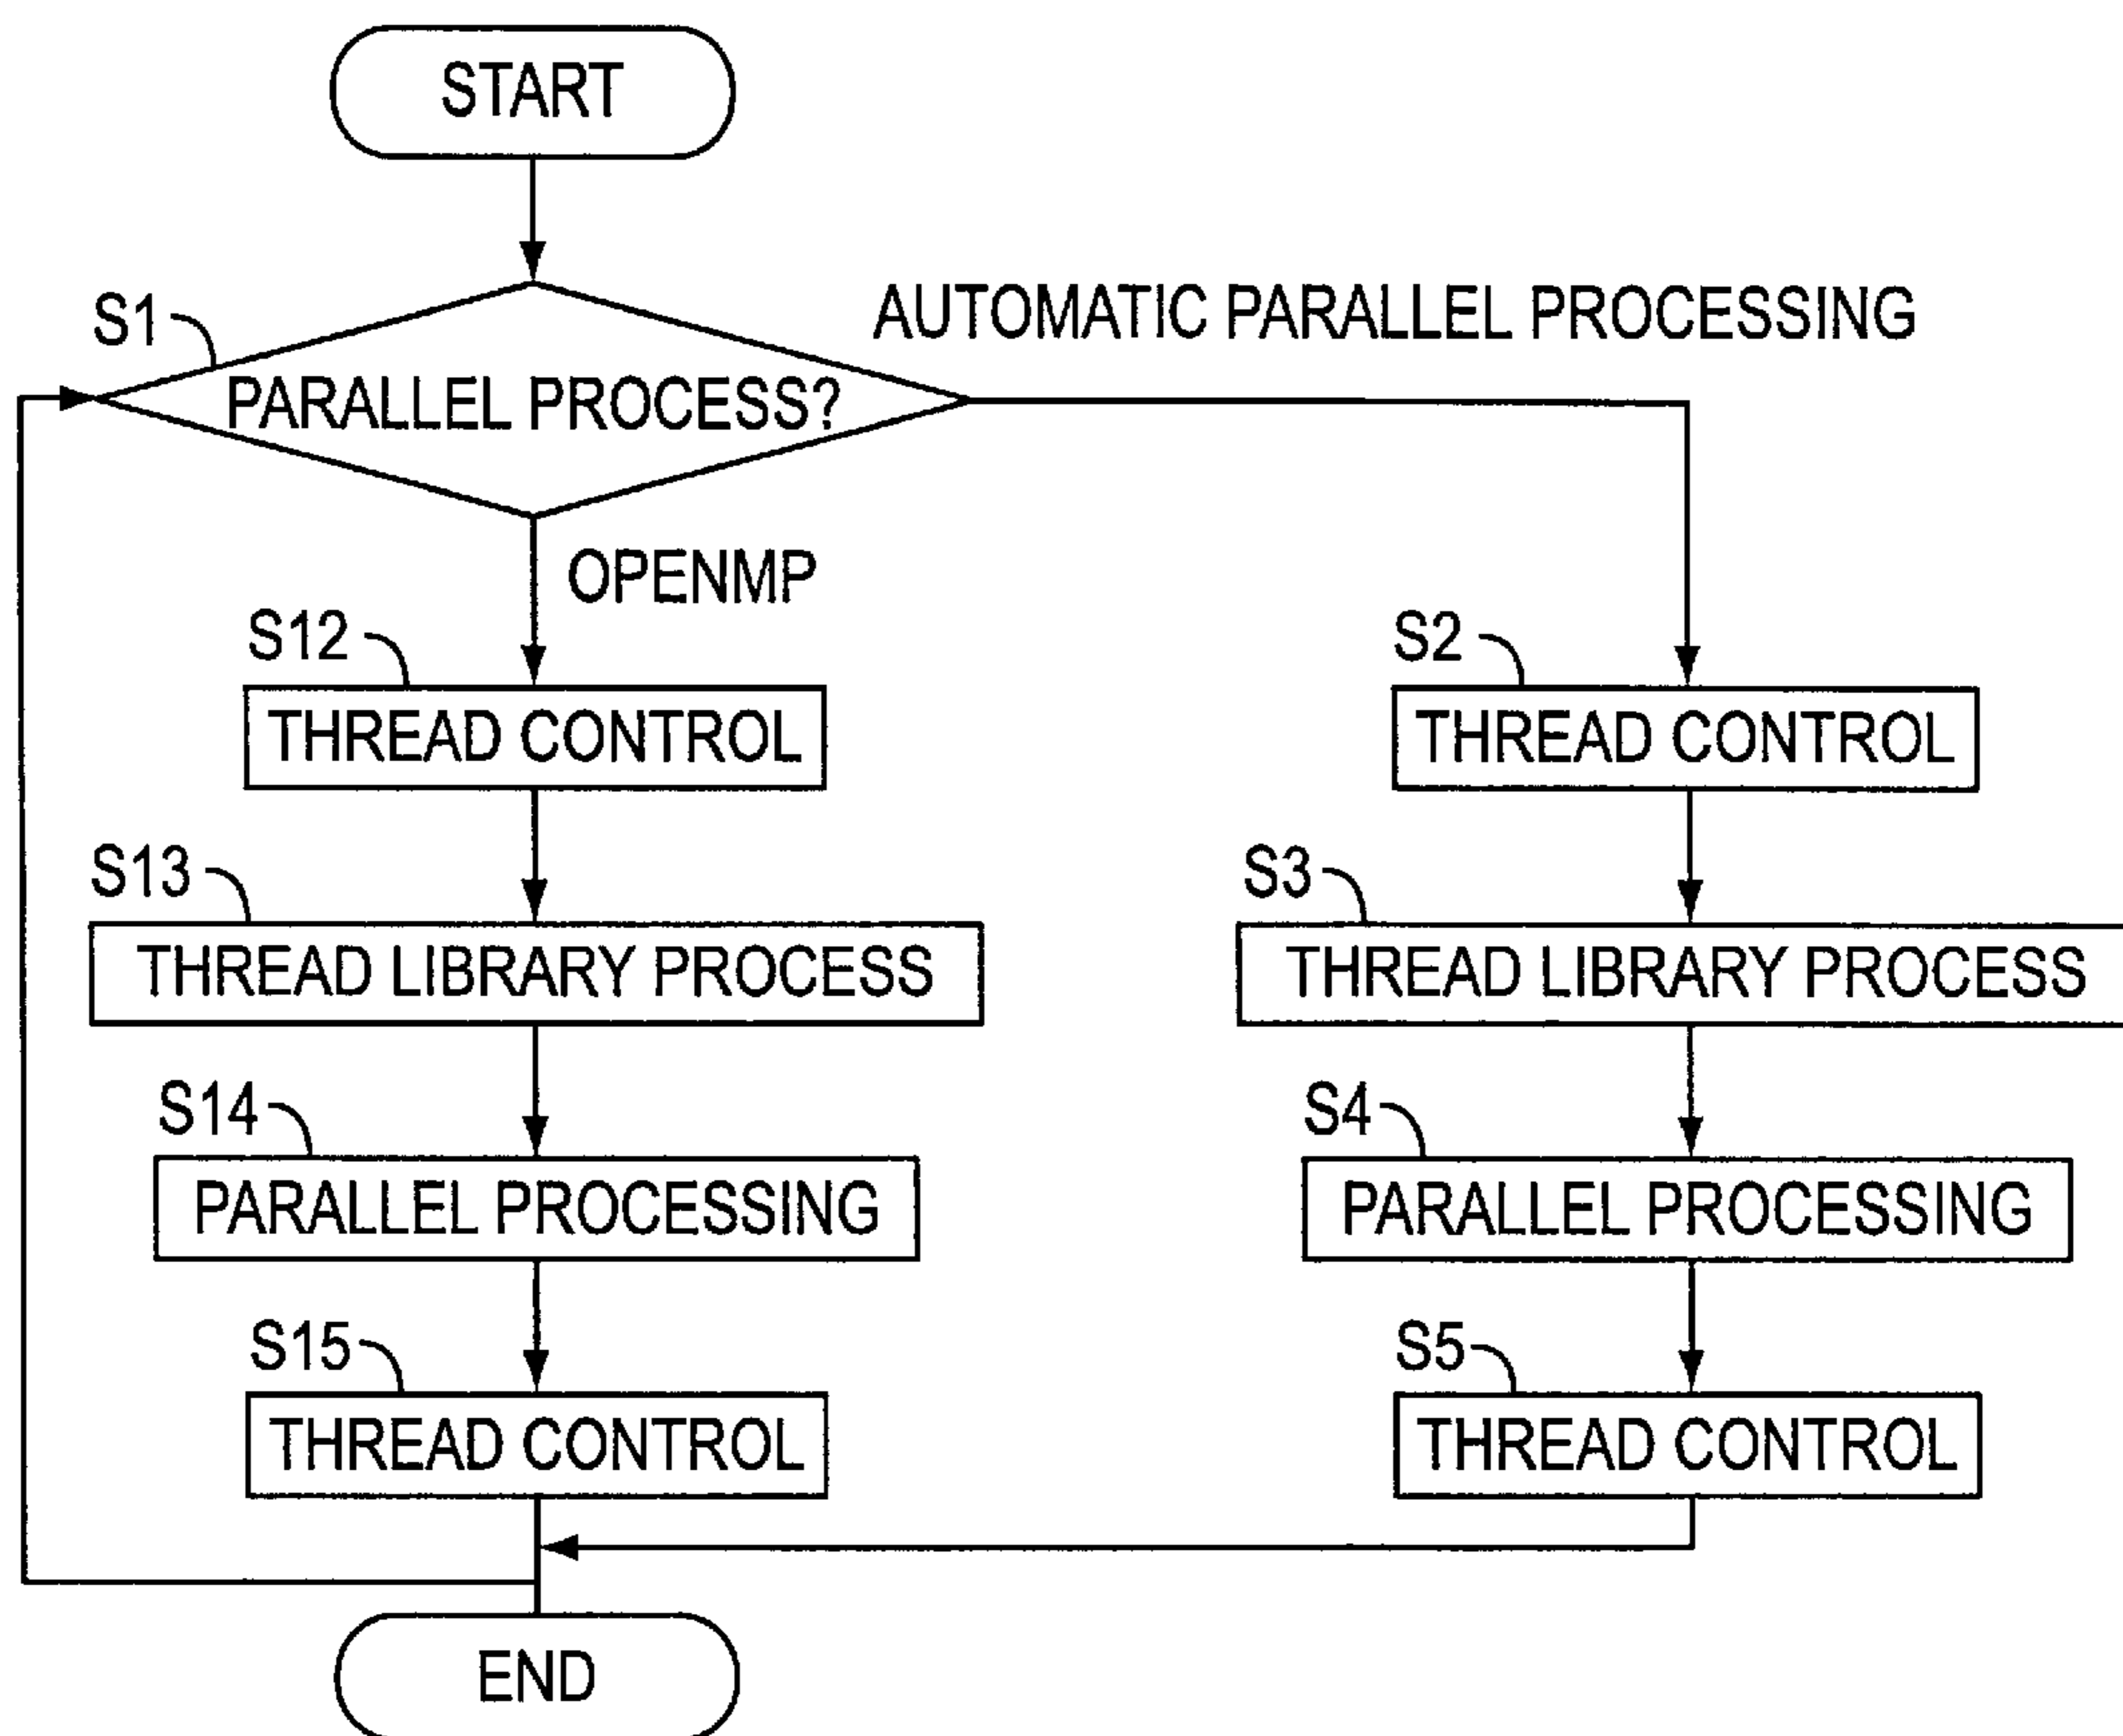 START
S1
PARALLEL PROCESS?
AUTOMATIC PARALLEL PROCESSING
OPENMP
S12
THREAD CONTROL
S13
THREAD LIBRARY PROCESS
S14
PARALLEL PROCESSING
S15
THREAD CONTROL
S2
THREAD CONTROL
S3
THREAD LIBRARY PROCESS
S4
PARALLEL PROCESSING
S5
THREAD CONTROL
END